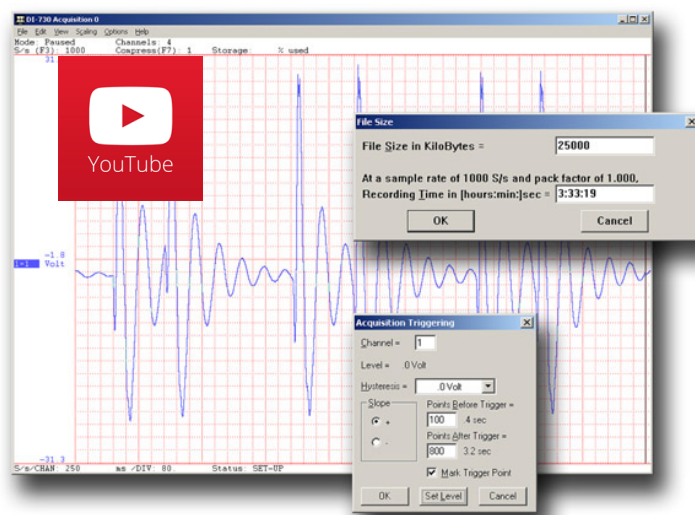 DI-730 Acquisition 0
File Edit View Scaling Options Help
Mode: Paused Channels: 4
S/s (F3): 1000 Compress(F7): 1 Storage: % used
31
YouTube
-1.8
1=1 Volt
-31.3
S/s/CHAN: 250 ms /DIV: 80. Status: SET-UP
File Size
File Size in KiloBytes = 25000
At a sample rate of 1000 S/s and pack factor of 1.000,
Recording Time in [hours:min:]sec = 3:33:19
OK Cancel
Acquisition Triggering
Channel = 1
Level = .0 Volt
Hysteresis = .0 Volt
Slope
+
-
Points Before Trigger =
100 .4 sec
Points After Trigger =
800 3.2 sec
Mark Trigger Point
OK Set Level Cancel